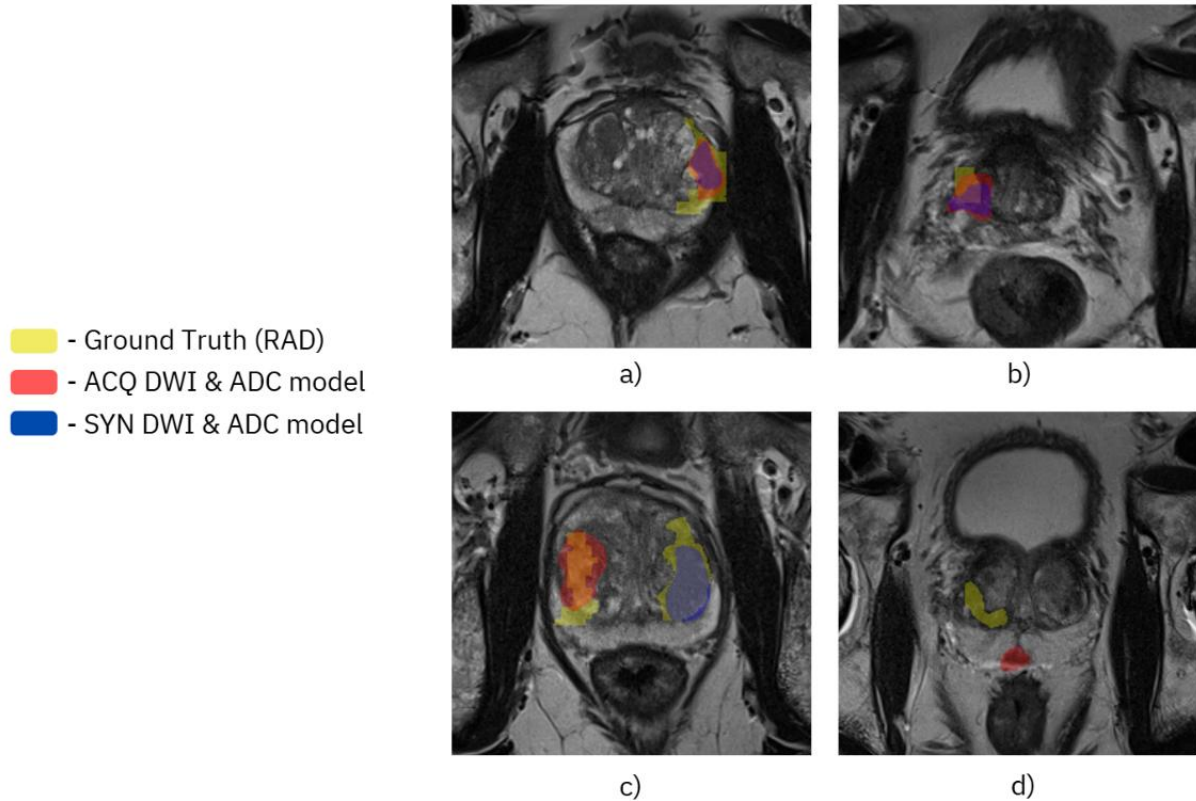 - Ground Truth (RAD)
- ACQ DWI & ADC model
- SYN DWI & ADC model
a)
b)
c)
d)